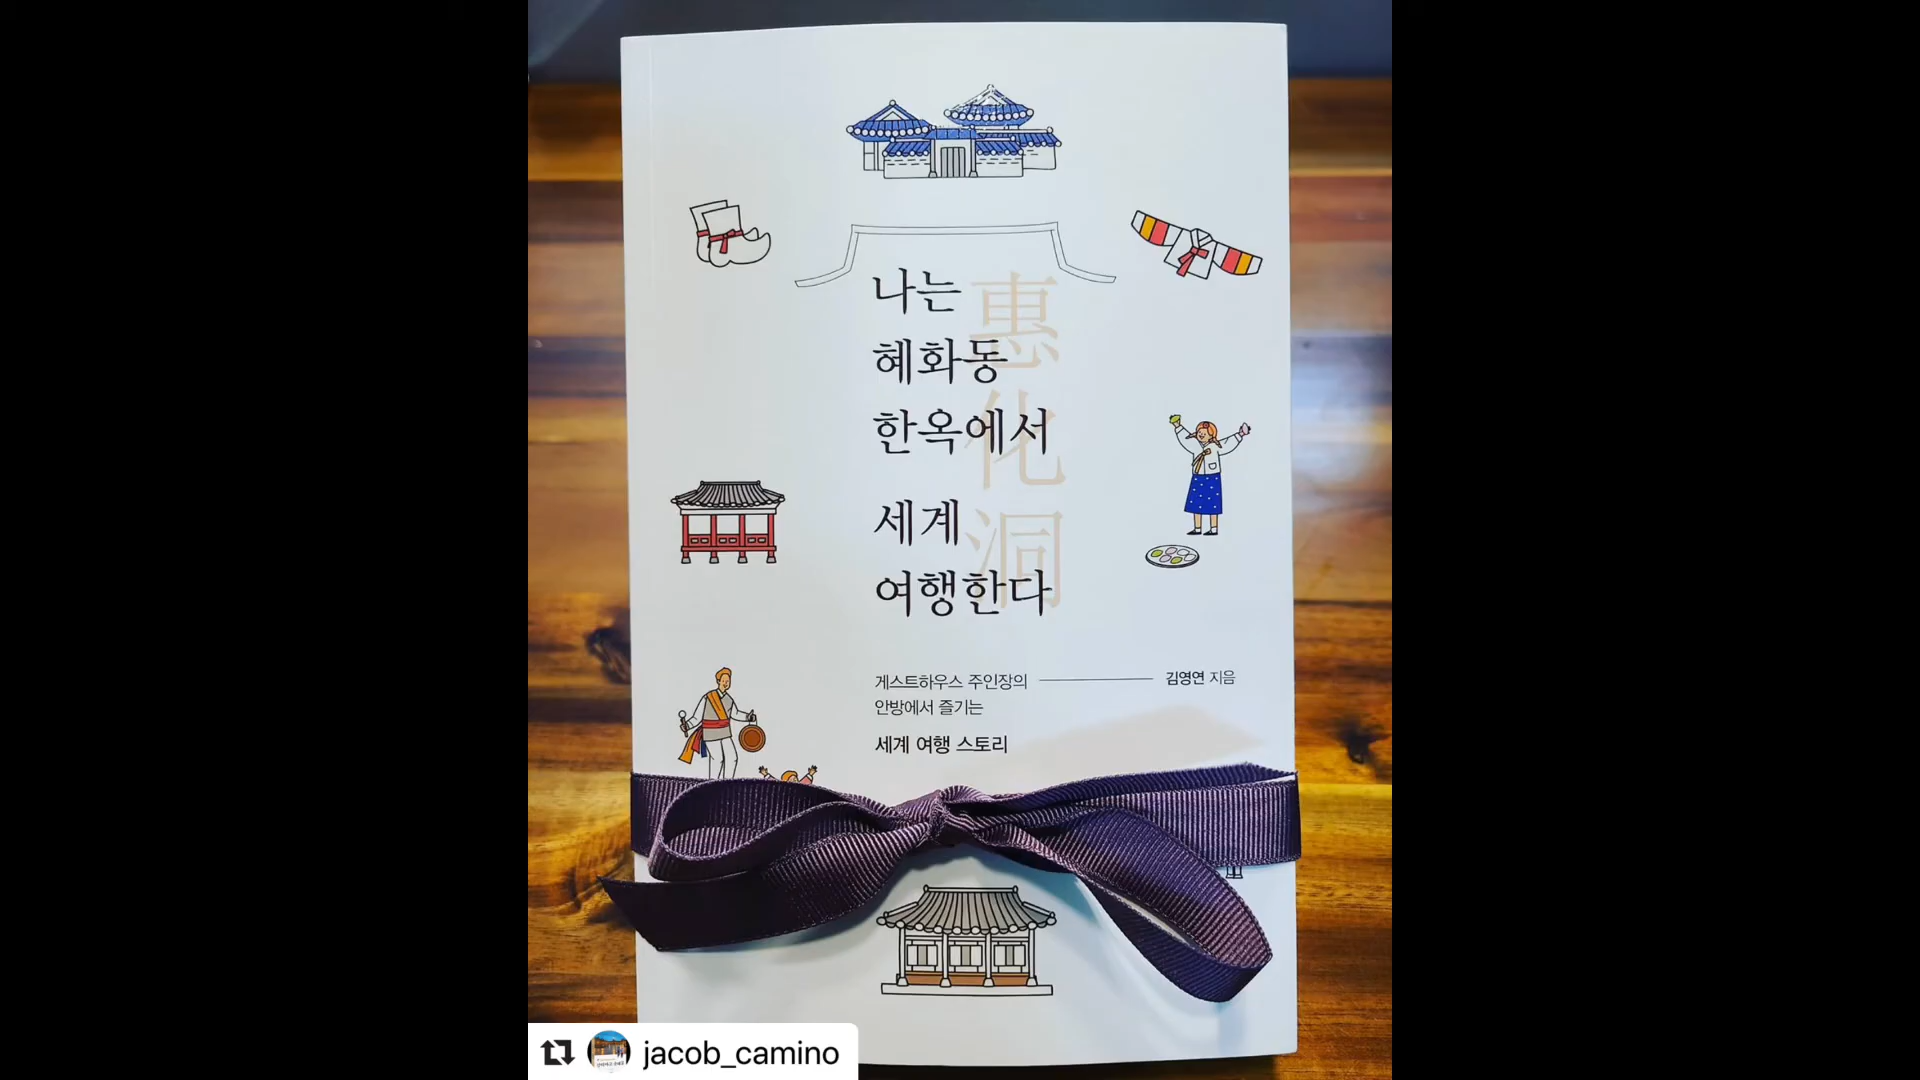 나는
혜화동
한옥에서
세계
여행한다
惠化洞
게스트하우스 주인장의
안방에서 즐기는
세계 여행 스토리
김영연 지음
jacob_camino